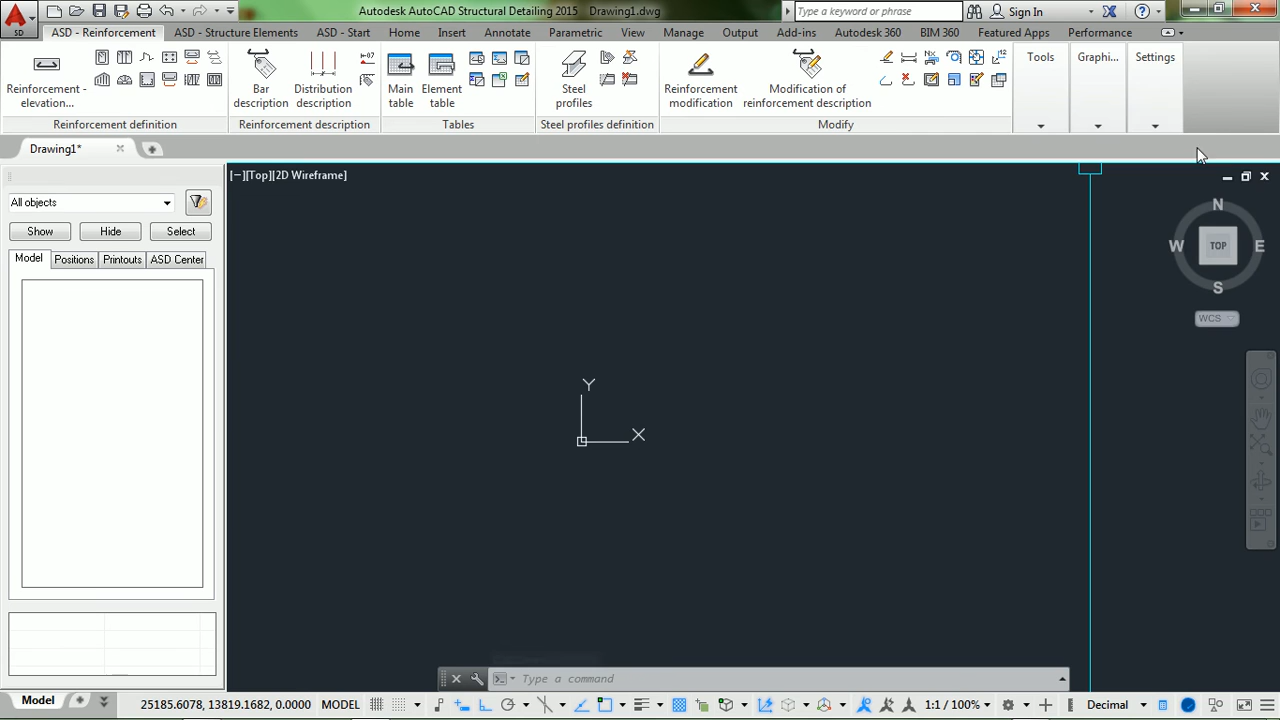 Autodesk AutoCAD Structural Detailing 2015 Drawing1.dwg
Type a keyword or phrase
Sign In
SD
ASD - Reinforcement
ASD - Structure Elements
ASD - Start
Home
Insert
Annotate
Parametric
View
Manage
Output
Add-ins
Autodesk 360
BIM 360
Featured Apps
Performance
Reinforcement -
elevation...
Bar
description
Distribution
description
Main
table
Element
table
Steel
profiles
Reinforcement
modification
Modification of
reinforcement description
Tools
Graphi...
Settings
Reinforcement definition
Reinforcement description
Tables
Steel profiles definition
Modify
Drawing1*
[−][Top][2D Wireframe]
All objects
Show
Hide
Select
Model
Positions
Printouts
ASD Center
N
W
TOP
E
S
WCS
Y
X
Type a command
Model
25185.6078, 13819.1682, 0.0000
MODEL
1:1 / 100%
Decimal